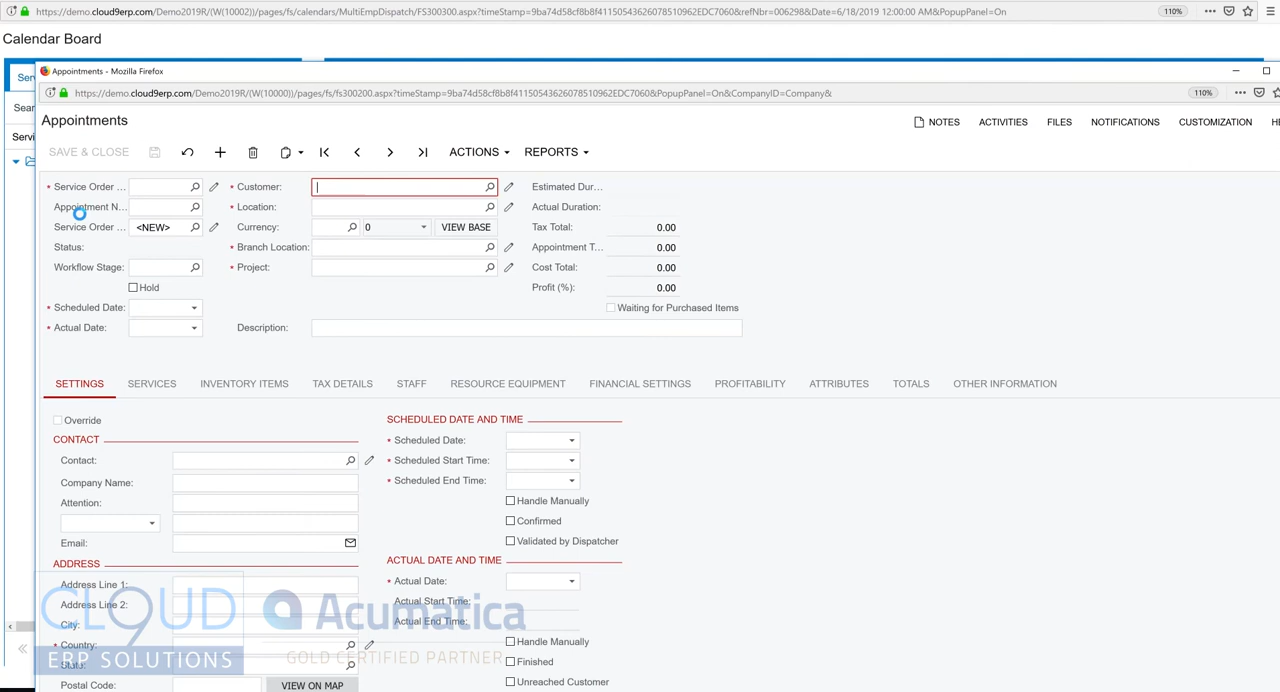 https://demo.cloud9erp.com/Demo2019R/(W(10002))/pages/fs/calendars/MultiEmpDispatch/FS300300.aspx?timeStamp=9ba74d58cf8b8f41150543626078510962EDC7060&refNbr=006298&Date=6/18/2019 12:00:00 AM&PopupPanel=On 110%
Calendar Board
Appointments - Mozilla Firefox
https://demo.cloud9erp.com/Demo2019R/(W(10000))/pages/fs/fs300200.aspx?timeStamp=9ba74d58cf8b8f41150543626078510962EDC7060&PopupPanel=On&CompanyID=Company& 110%
Appointments NOTES ACTIVITIES FILES NOTIFICATIONS CUSTOMIZATION
SAVE & CLOSE ACTIONS REPORTS
* Service Order ... * Customer: Estimated Dur...
Appointment N... * Location: Actual Duration:
Service Order ... <NEW> Currency: 0 VIEW BASE Tax Total: 0.00
Status: * Branch Location: Appointment T... 0.00
Workflow Stage: * Project: Cost Total: 0.00
Hold Profit (%): 0.00
* Scheduled Date: Waiting for Purchased Items
* Actual Date: Description:
SETTINGS SERVICES INVENTORY ITEMS TAX DETAILS STAFF RESOURCE EQUIPMENT FINANCIAL SETTINGS PROFITABILITY ATTRIBUTES TOTALS OTHER INFORMATION
Override SCHEDULED DATE AND TIME
CONTACT * Scheduled Date:
Contact: * Scheduled Start Time:
Company Name: * Scheduled End Time:
Attention: Handle Manually
Confirmed
Email: Validated by Dispatcher
ADDRESS ACTUAL DATE AND TIME
Address Line 1: * Actual Date:
Address Line 2: Actual Start Time:
City: Actual End Time:
* Country: Handle Manually
State: Finished
Postal Code: VIEW ON MAP Unreached Customer
CLOUD9
ERP SOLUTIONS
Acumatica
GOLD CERTIFIED PARTNER